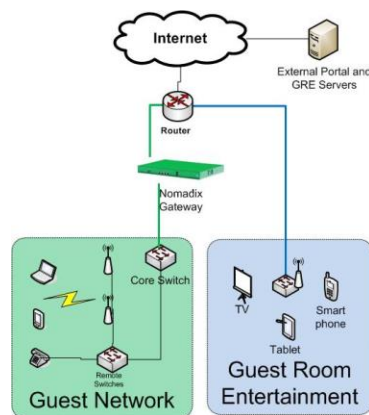 Internet
External Portal and
GRE Servers
Router
Nomadix
Gateway
Core Switch
Remote
Switches
Guest Network
TV
Smart
phone
Tablet
Guest Room
Entertainment